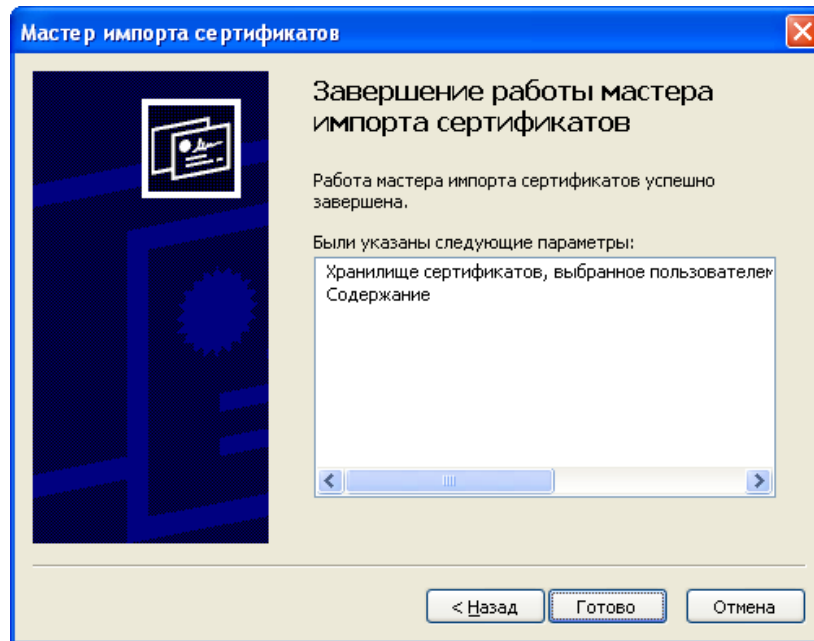 Мастер импорта сертификатов
Завершение работы мастера
импорта сертификатов
Работа мастера импорта сертификатов успешно
завершена.
Были указаны следующие параметры:
Хранилище сертификатов, выбранное пользователем
Содержание
< Назад
Готово
Отмена